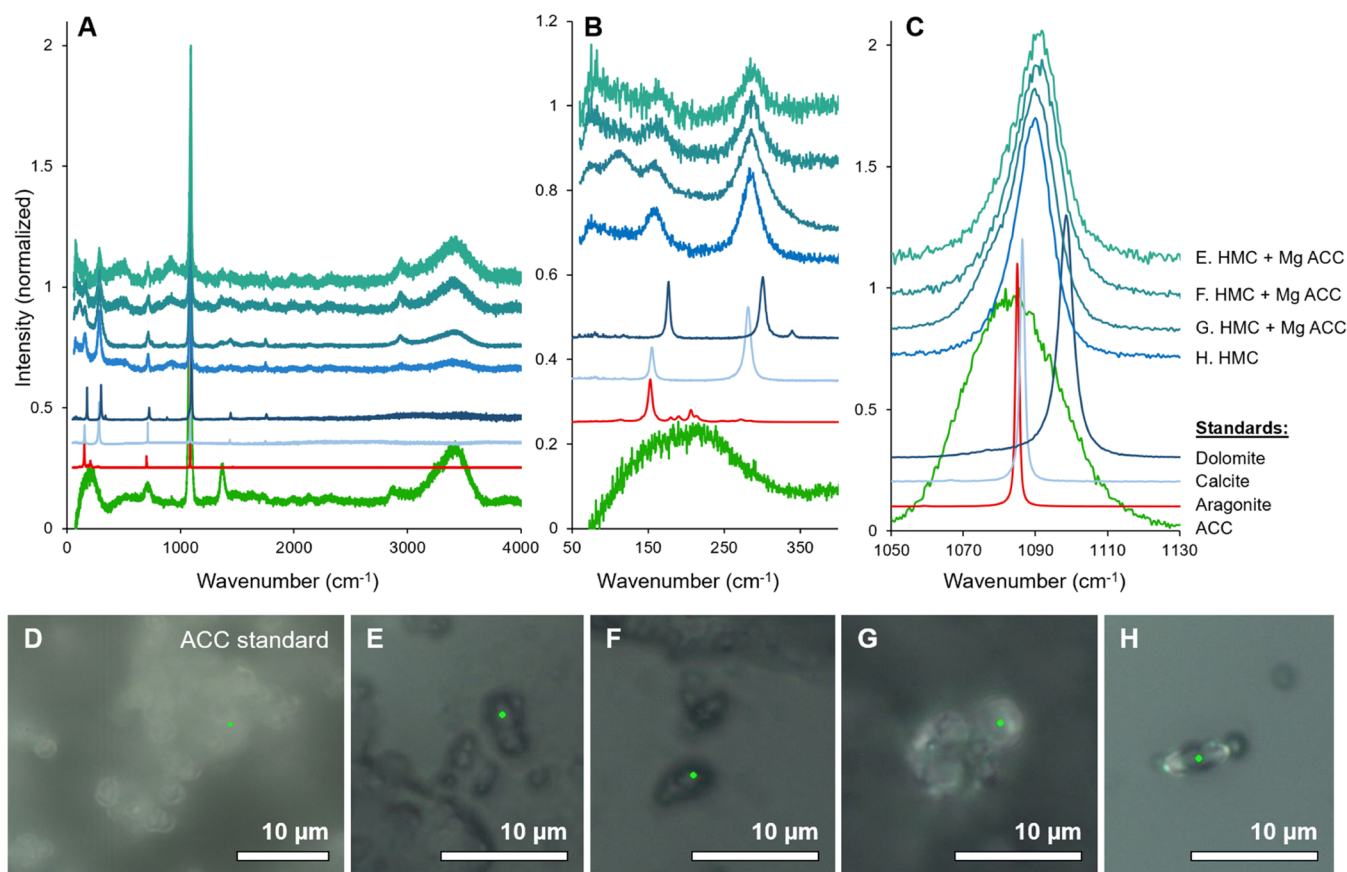 A
B
C
2
1.5
1
0.5
0
Intensity (normalized)
0
1000
2000
3000
4000
Wavenumber (cm-1)
1.2
1
0.8
0.6
0.4
0.2
0
50
150
250
350
Wavenumber (cm-1)
2
1.5
1
0.5
0
1050
1070
1090
1110
1130
Wavenumber (cm-1)
E. HMC + Mg ACC
F. HMC + Mg ACC
G. HMC + Mg ACC
H. HMC
Standards:
Dolomite
Calcite
Aragonite
ACC
D
ACC standard
10 µm
E
10 µm
F
10 µm
G
10 µm
H
10 µm